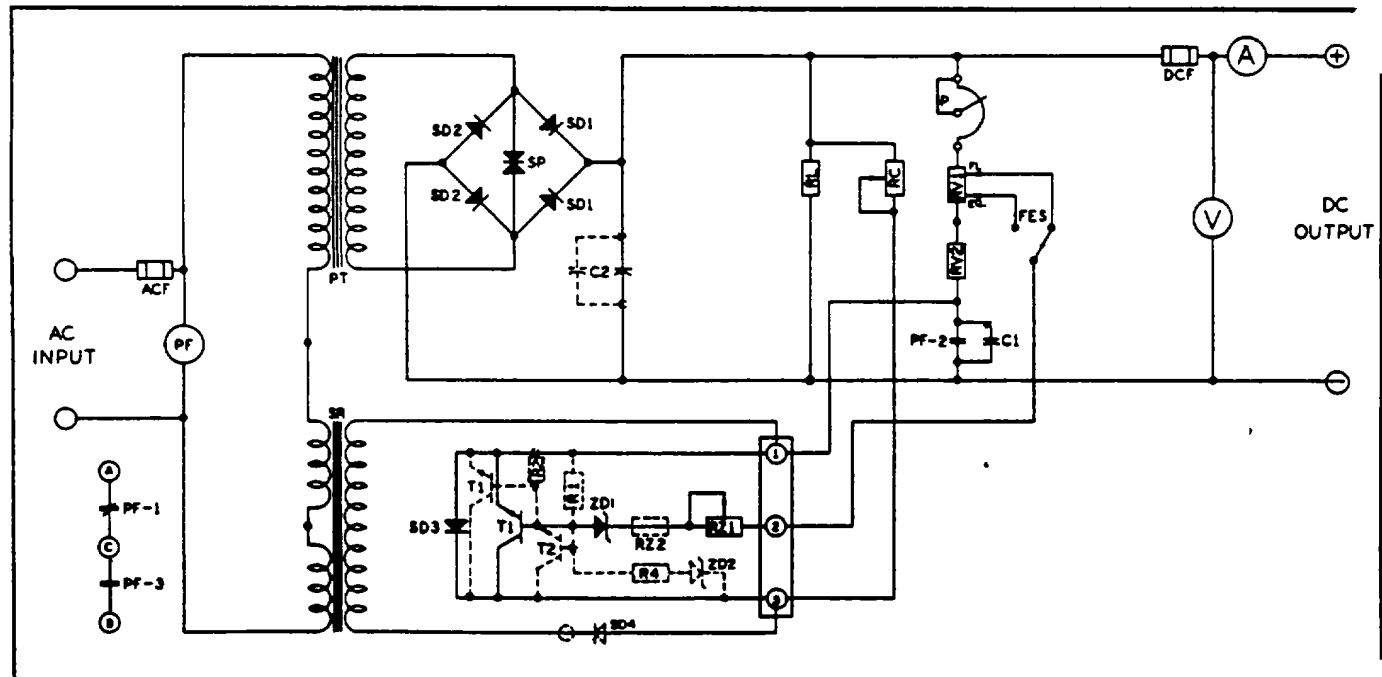 DCF
A
+
P
SD2
SD1
SP
SD2
SD1
RL
RC
FL
RV1
EQ.
FES
V
DC
OUTPUT
PT
C2
RV2
ACF
AC
INPUT
PF
PF-2
C1
−
SR
A
PF-1
C
PF-3
B
1
T1
ZD1
SD3
T1
RZ2
RZ1
2
T2
R4
ZD2
3
SD4